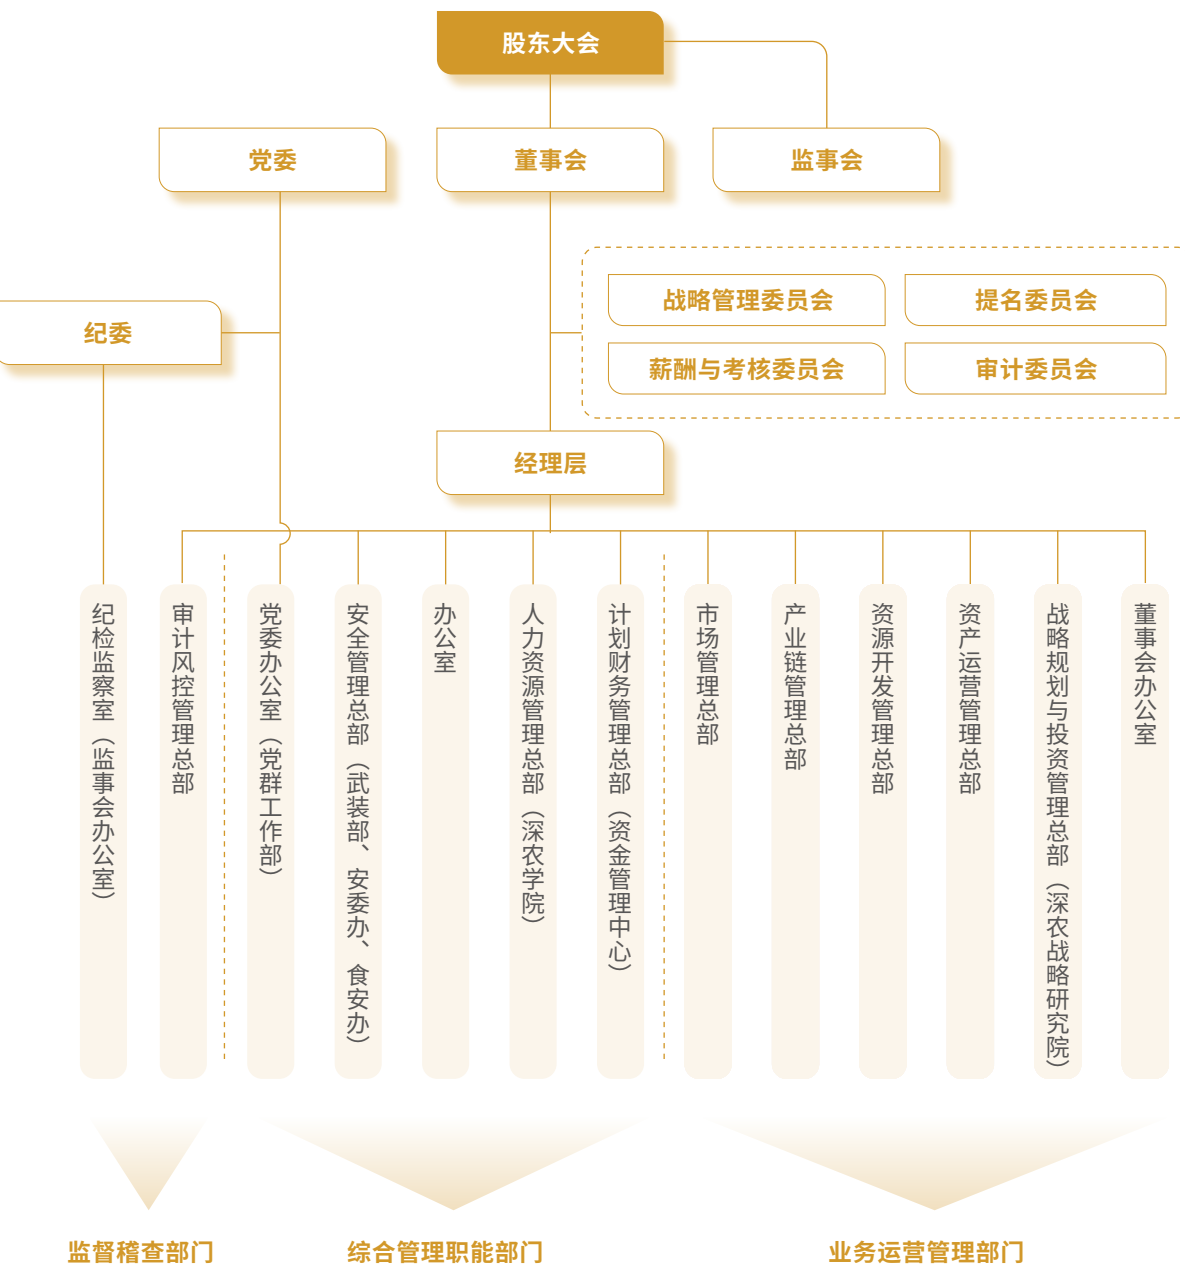 股东大会
党委
董事会
监事会
战略管理委员会
提名委员会
纪委
薪酬与考核委员会
审计委员会
经理层
纪检监察室（监事会办公室）
审计风控管理总部
党委办公室（党群工作部）
安全管理总部（武装部、安委办、食安办）
办公室
人力资源管理总部（深农学院）
计划财务管理总部（资金管理中心）
市场管理总部
产业链管理总部
资源开发管理总部
资产运营管理总部
战略规划与投资管理总部（深农战略研究院）
董事会办公室
监督稽查部门
综合管理职能部门
业务运营管理部门